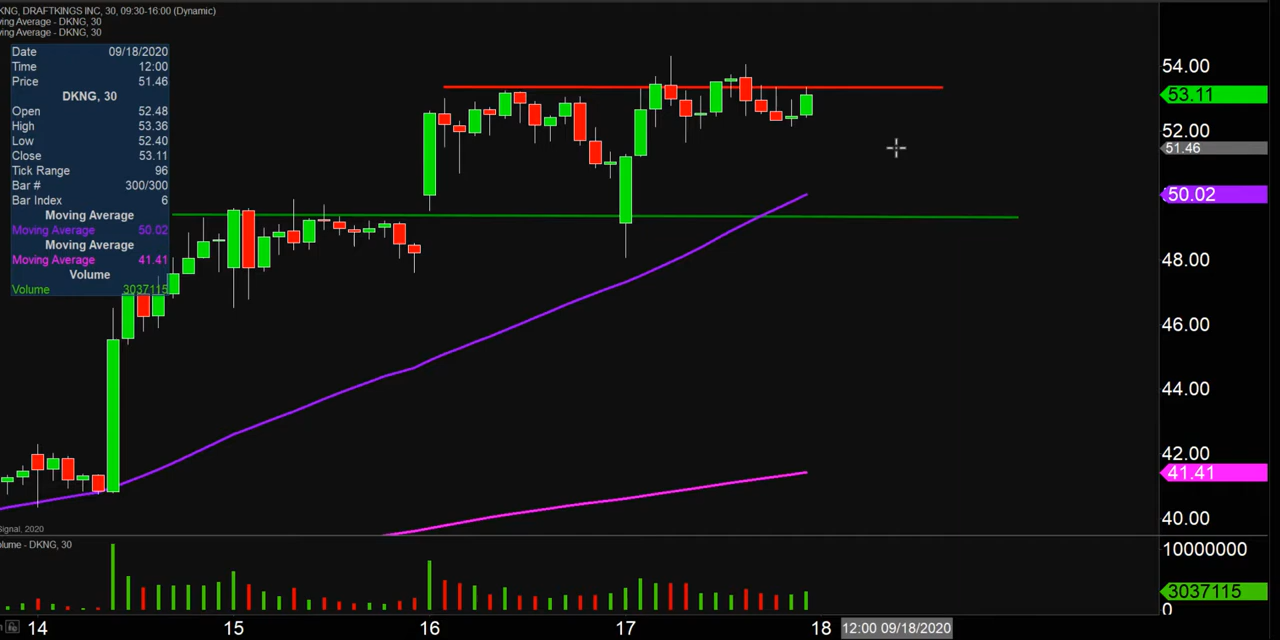 KNG, DRAFTKINGS INC, 30, 09:30-16:00 (Dynamic)
ving Average - DKNG, 30
ving Average - DKNG, 30
Date 09/18/2020
Time 12:00
Price 51.46
DKNG, 30
Open 52.48
High 53.36
Low 52.40
Close 53.11
Tick Range 96
Bar # 300/300
Bar Index 6
Moving Average
Moving Average 50.02
Moving Average
Moving Average 41.41
Volume
Volume 3037115
54.00
53.11
52.00
51.46
50.02
48.00
46.00
44.00
42.00
41.41
40.00
Signal, 2020
olume - DKNG, 30
10000000
3037115
0
14 15 16 17 18 12:00 09/18/2020